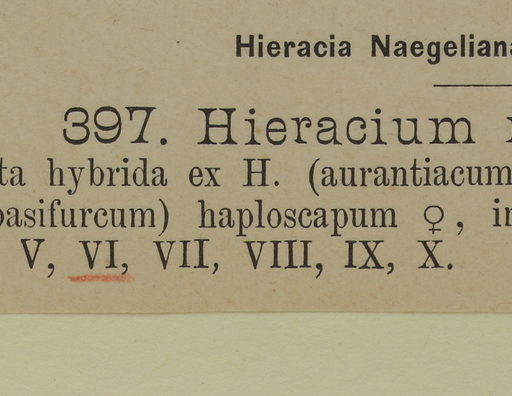 Hieracia Naegeliana
397. Hieracium
ta hybrida ex H. (aurantiacum
basifurcum) haploscapum ♀, in
V, VI, VII, VIII, IX, X.